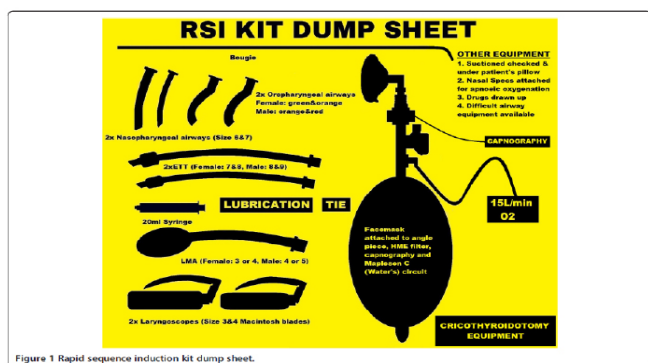 RSI KIT DUMP SHEET
Bougie
2x Oropharyngeal airways
Female: green&orange
Male: orange&red
2x Nasopharyngeal airways (Size 6&7)
2xETT (Female: 7&8, Male: 8&9)
20ml Syringe
LUBRICATION
TIE
LMA (Female: 3 or 4, Male: 4 or 5)
2x Laryngoscopes (Size 3&4 Macintosh blades)
OTHER EQUIPMENT
1. Suctioned checked &
under patient's pillow
2. Nasal Specs attached
for apnoeic oxygenation
3. Drugs drawn up
4. Difficult airway
equipment available
CAPNOGRAPHY
15L/min
O2
Facemask
attached to angle
piece, HME filter,
capnography and
Mapleson C
(Water's) circuit
CRICOTHYROIDOTOMY
EQUIPMENT
Figure 1 Rapid sequence induction kit dump sheet.